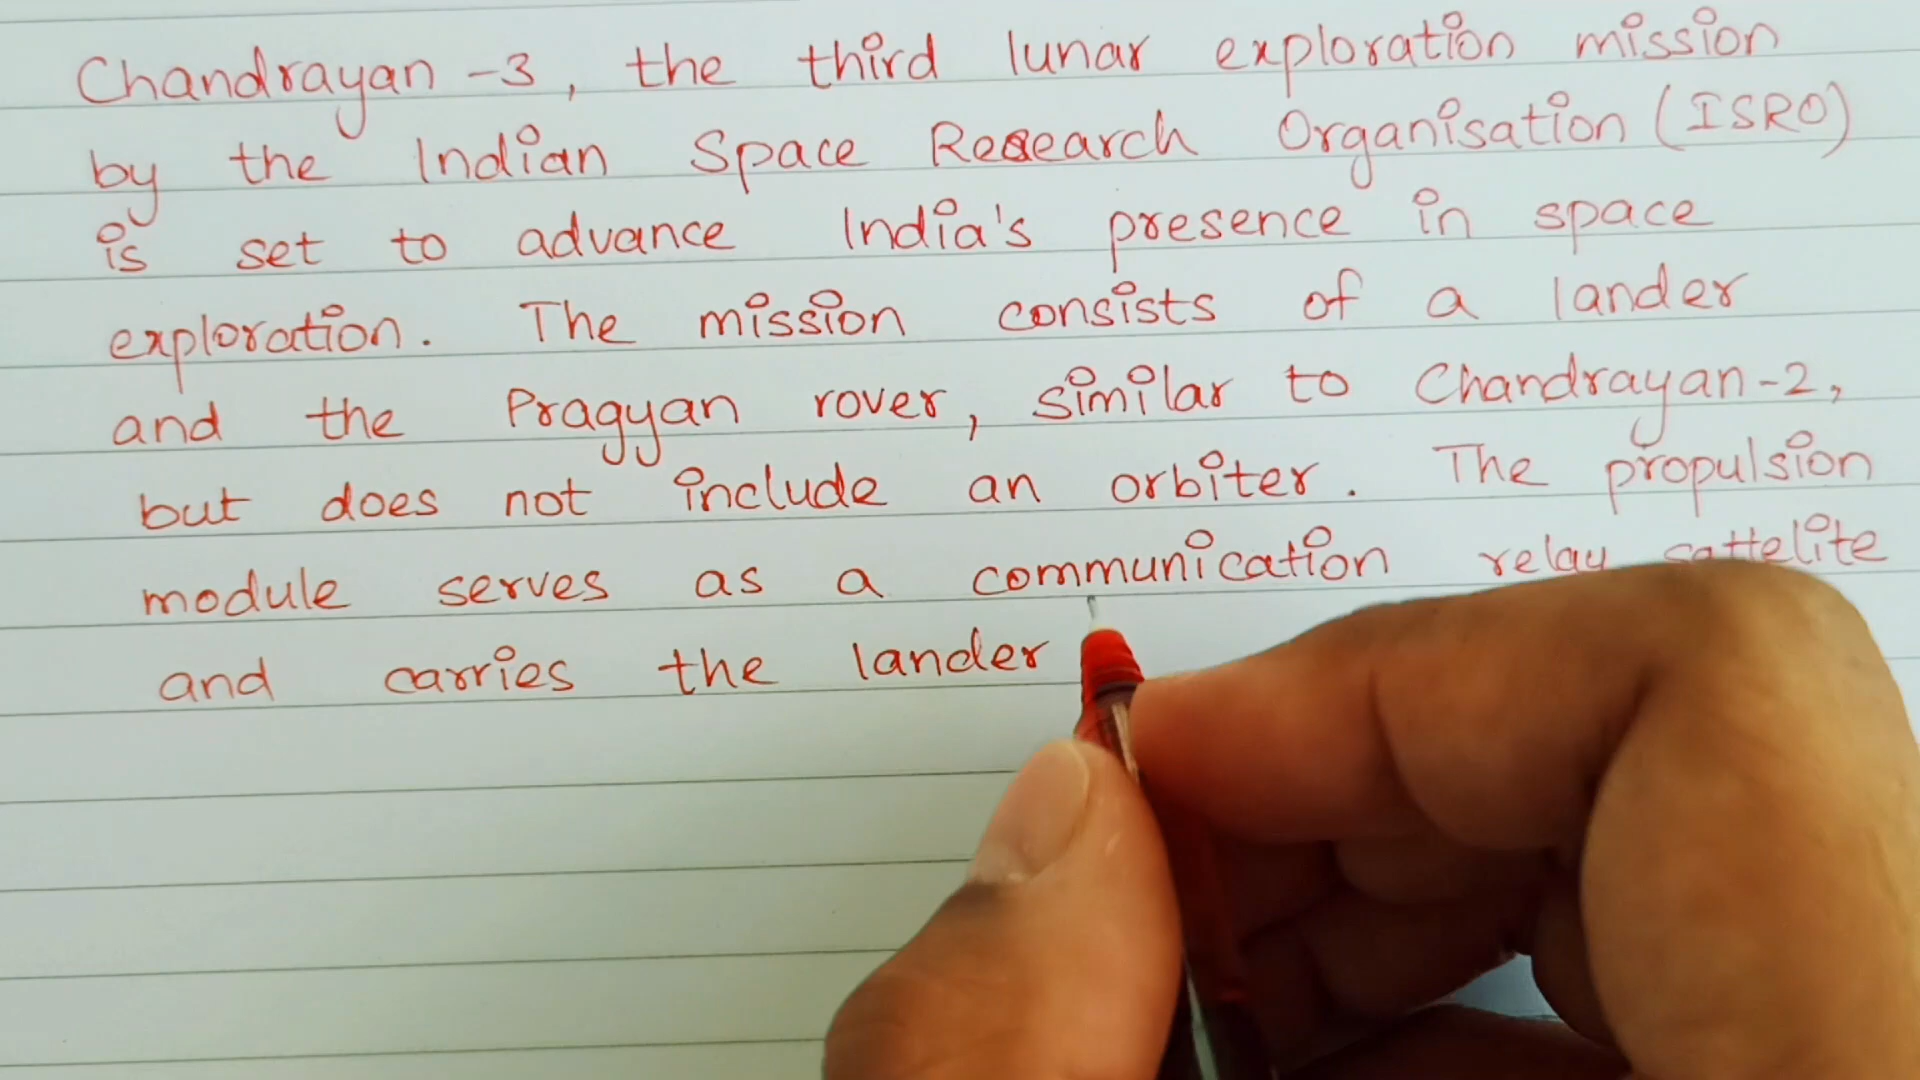 Chandrayan -3, the third lunar exploration mission
by the Indian Space Research Organisation (ISRO)
is set to advance India's presence in space
exploration. The mission consists of a lander
and the Pragyan rover, similar to Chandrayan-2,
but does not include an orbiter. The propulsion
module serves as a communication relay sattelite
and carries the lander